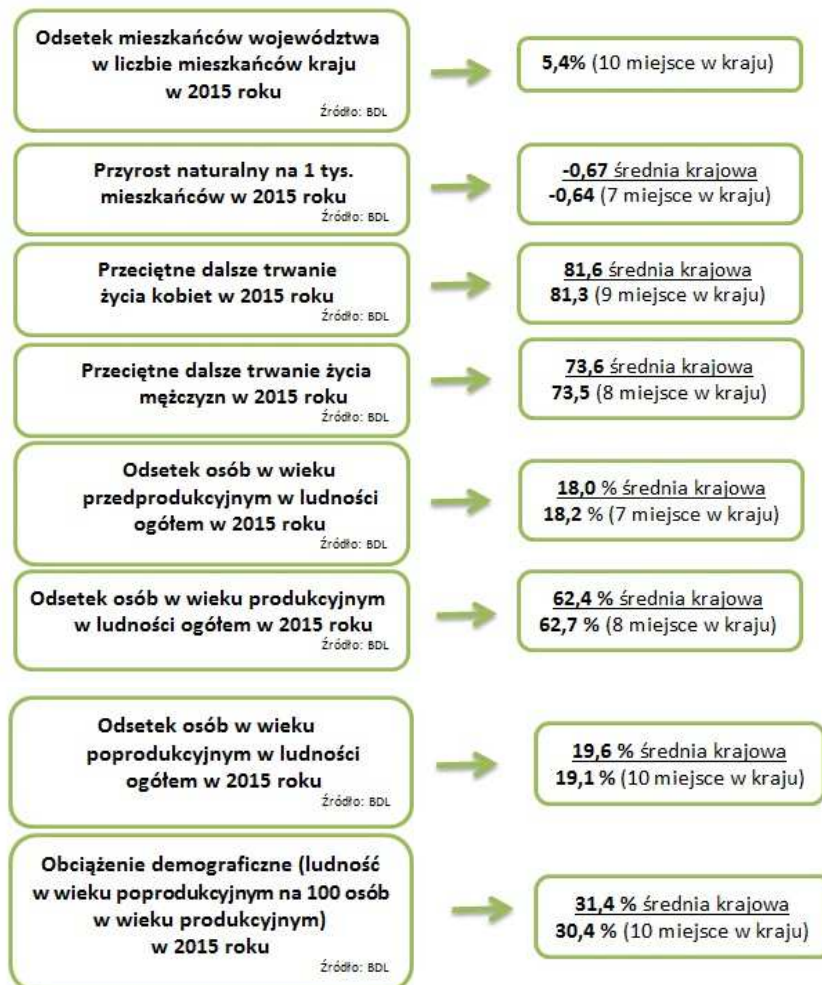 Odsetek mieszkańców województwa
w liczbie mieszkańców kraju
w 2015 roku
Źródło: BDL
5,4% (10 miejsce w kraju)
Przyrost naturalny na 1 tys.
mieszkańców w 2015 roku
Źródło: BDL
-0,67 średnia krajowa
-0,64 (7 miejsce w kraju)
Przeciętne dalsze trwanie
życia kobiet w 2015 roku
Źródło: BDL
81,6 średnia krajowa
81,3 (9 miejsce w kraju)
Przeciętne dalsze trwanie życia
mężczyzn w 2015 roku
Źródło: BDL
73,6 średnia krajowa
73,5 (8 miejsce w kraju)
Odsetek osób w wieku
przedprodukcyjnym w ludności
ogółem w 2015 roku
Źródło: BDL
18,0 % średnia krajowa
18,2 % (7 miejsce w kraju)
Odsetek osób w wieku produkcyjnym
w ludności ogółem w 2015 roku
Źródło: BDL
62,4 % średnia krajowa
62,7 % (8 miejsce w kraju)
Odsetek osób w wieku
poprodukcyjnym w ludności
ogółem w 2015 roku
Źródło: BDL
19,6 % średnia krajowa
19,1 % (10 miejsce w kraju)
Obciążenie demograficzne (ludność
w wieku poprodukcyjnym na 100 osób
w wieku produkcyjnym)
w 2015 roku
Źródło: BDL
31,4 % średnia krajowa
30,4 % (10 miejsce w kraju)